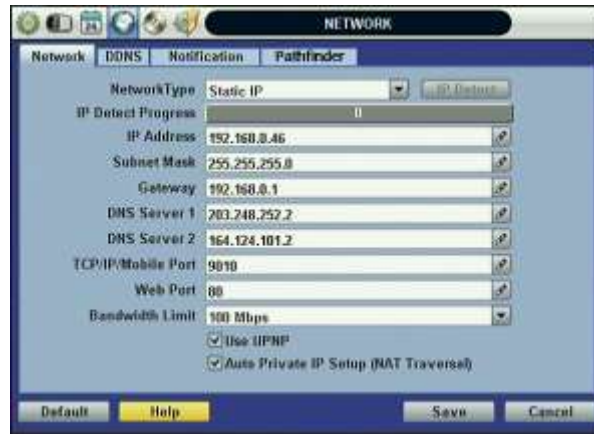 NETWORK
Network DDNS Notification Pathfinder
NetworkType Static IP IP Detect
IP Detect Progress 0
IP Address 192.168.0.46
Subnet Mask 255.255.255.0
Gateway 192.168.0.1
DNS Server 1 203.248.252.2
DNS Server 2 164.124.101.2
TCP/IP/Mobile Port 9010
Web Port 80
Bandwidth Limit 100 Mbps
Use UPNP
Auto Private IP Setup (NAT Traversal)
Default Help Save Cancel